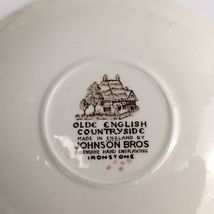 OLDE ENGLISH
COUNTRYSIDE
MADE IN ENGLAND BY
JOHNSON BROS
A GENUINE HAND ENGRAVING
IRONSTONE